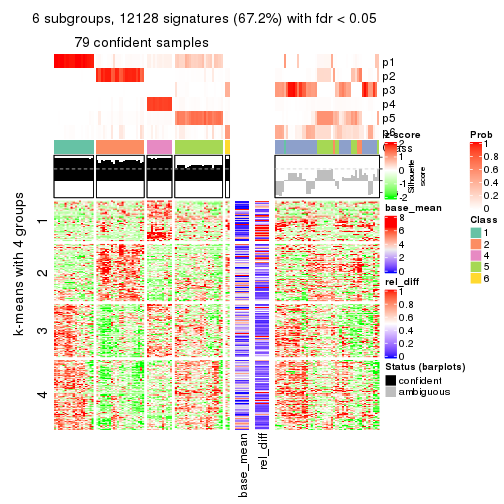 6 subgroups, 12128 signatures (67.2%) with fdr < 0.05
79 confident samples
p1
p2
p3
p4
p5
p6
Class
Silhouette
score
k-means with 4 groups
1
2
3
4
base_mean
rel_diff
z-score
2
1
0
-1
-2
base_mean
8
6
4
2
0
rel_diff
1
0.8
0.6
0.4
0.2
0
Status (barplots)
confident
ambiguous
Prob
1
0.8
0.6
0.4
0.2
0
Class
1
2
4
5
6